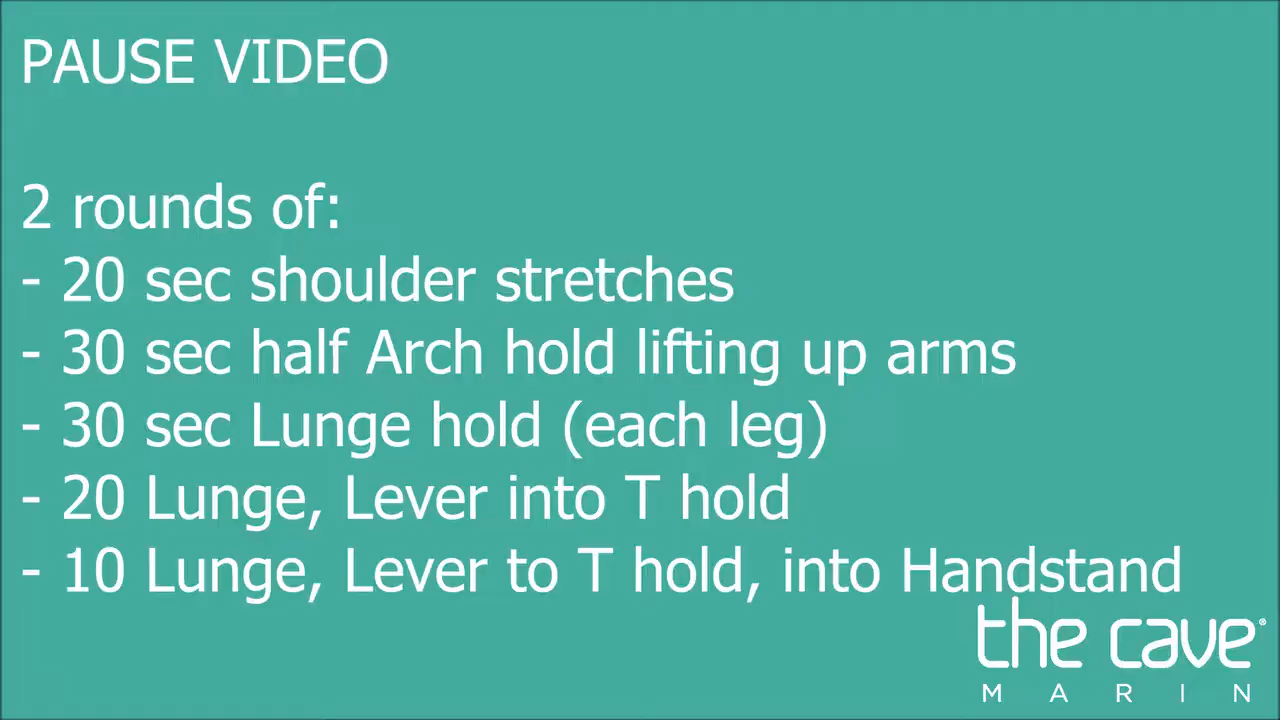 PAUSE VIDEO
2 rounds of:
- 20 sec shoulder stretches
- 30 sec half Arch hold lifting up arms
- 30 sec Lunge hold (each leg)
- 20 Lunge, Lever into T hold
- 10 Lunge, Lever to T hold, into Handstand
the cave®
MARIN